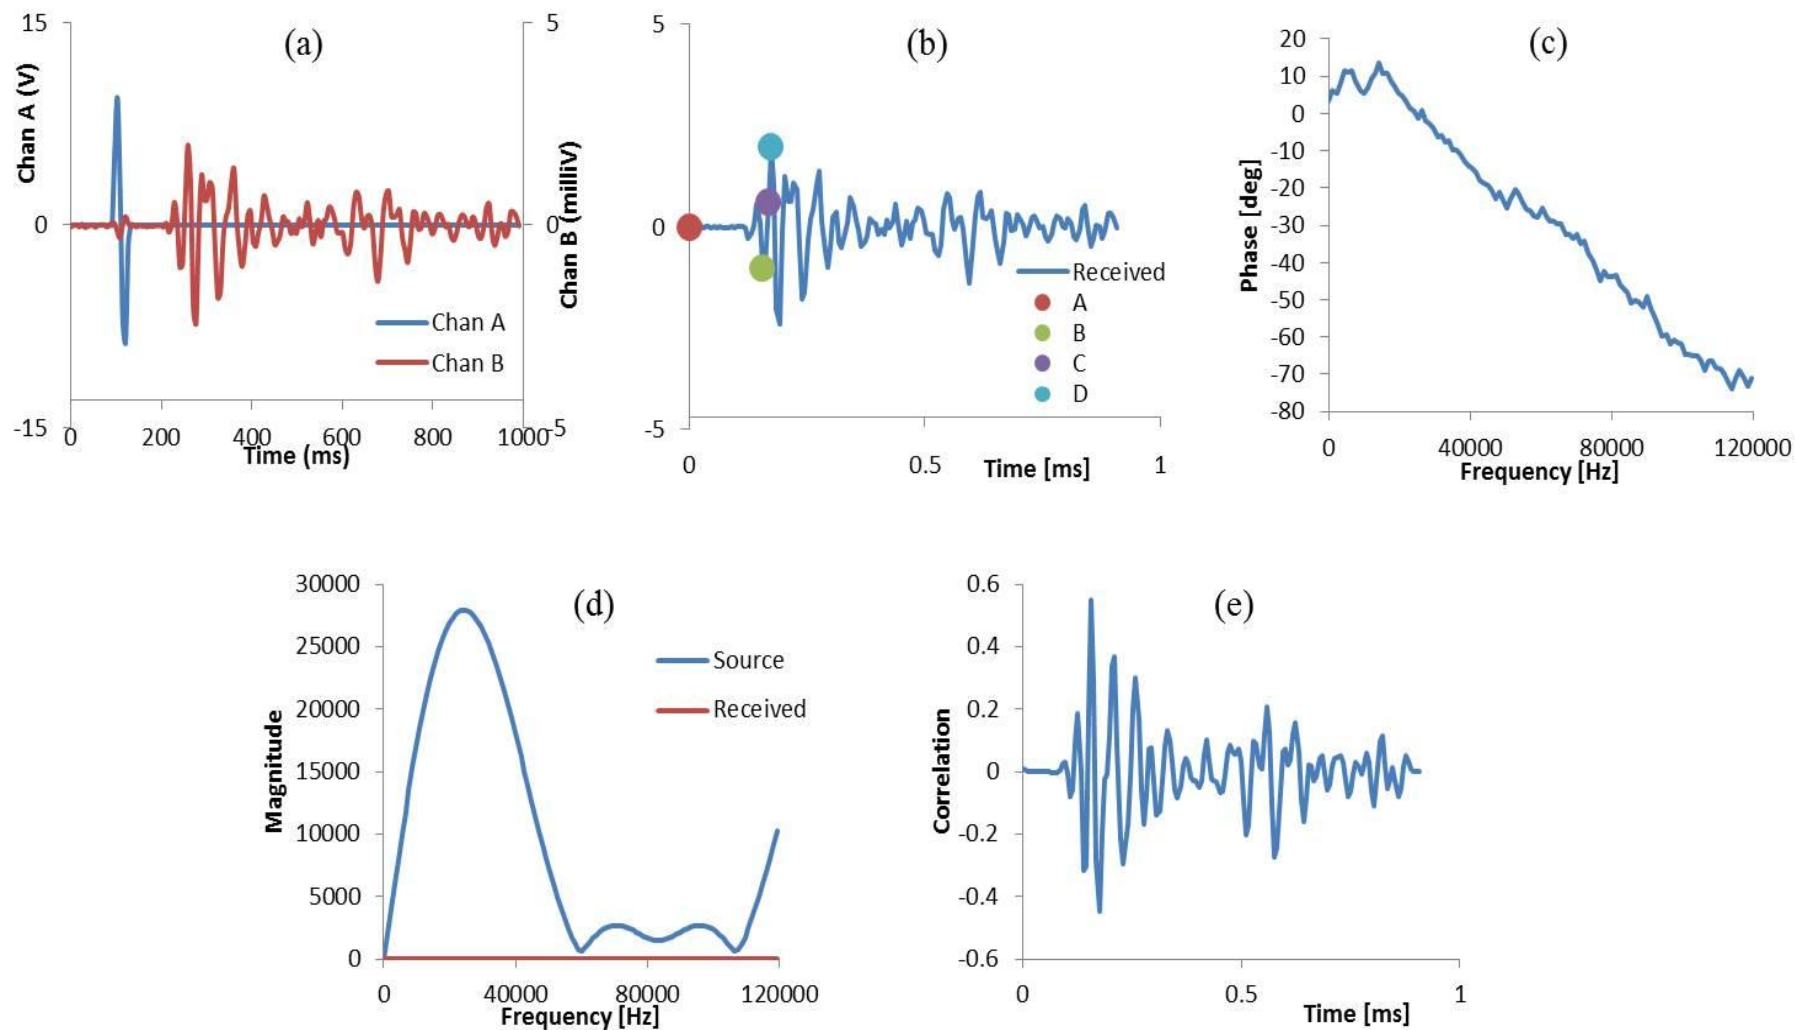 (a)
15
0
-15
Chan A (V)
5
0
-5
Chan B (milliV)
Chan A
Chan B
0 200 400 600 800 1000
Time (ms)
(b)
5
0
-5
Received
A
B
C
D
0 0.5 1
Time [ms]
(c)
20
10
0
-10
-20
-30
-40
-50
-60
-70
-80
Phase [deg]
0 40000 80000 120000
Frequency [Hz]
(d)
30000
25000
20000
15000
10000
5000
0
Magnitude
Source
Received
0 40000 80000 120000
Frequency [Hz]
(e)
0.6
0.4
0.2
0
-0.2
-0.4
-0.6
Correlation
0 0.5 1
Time [ms]